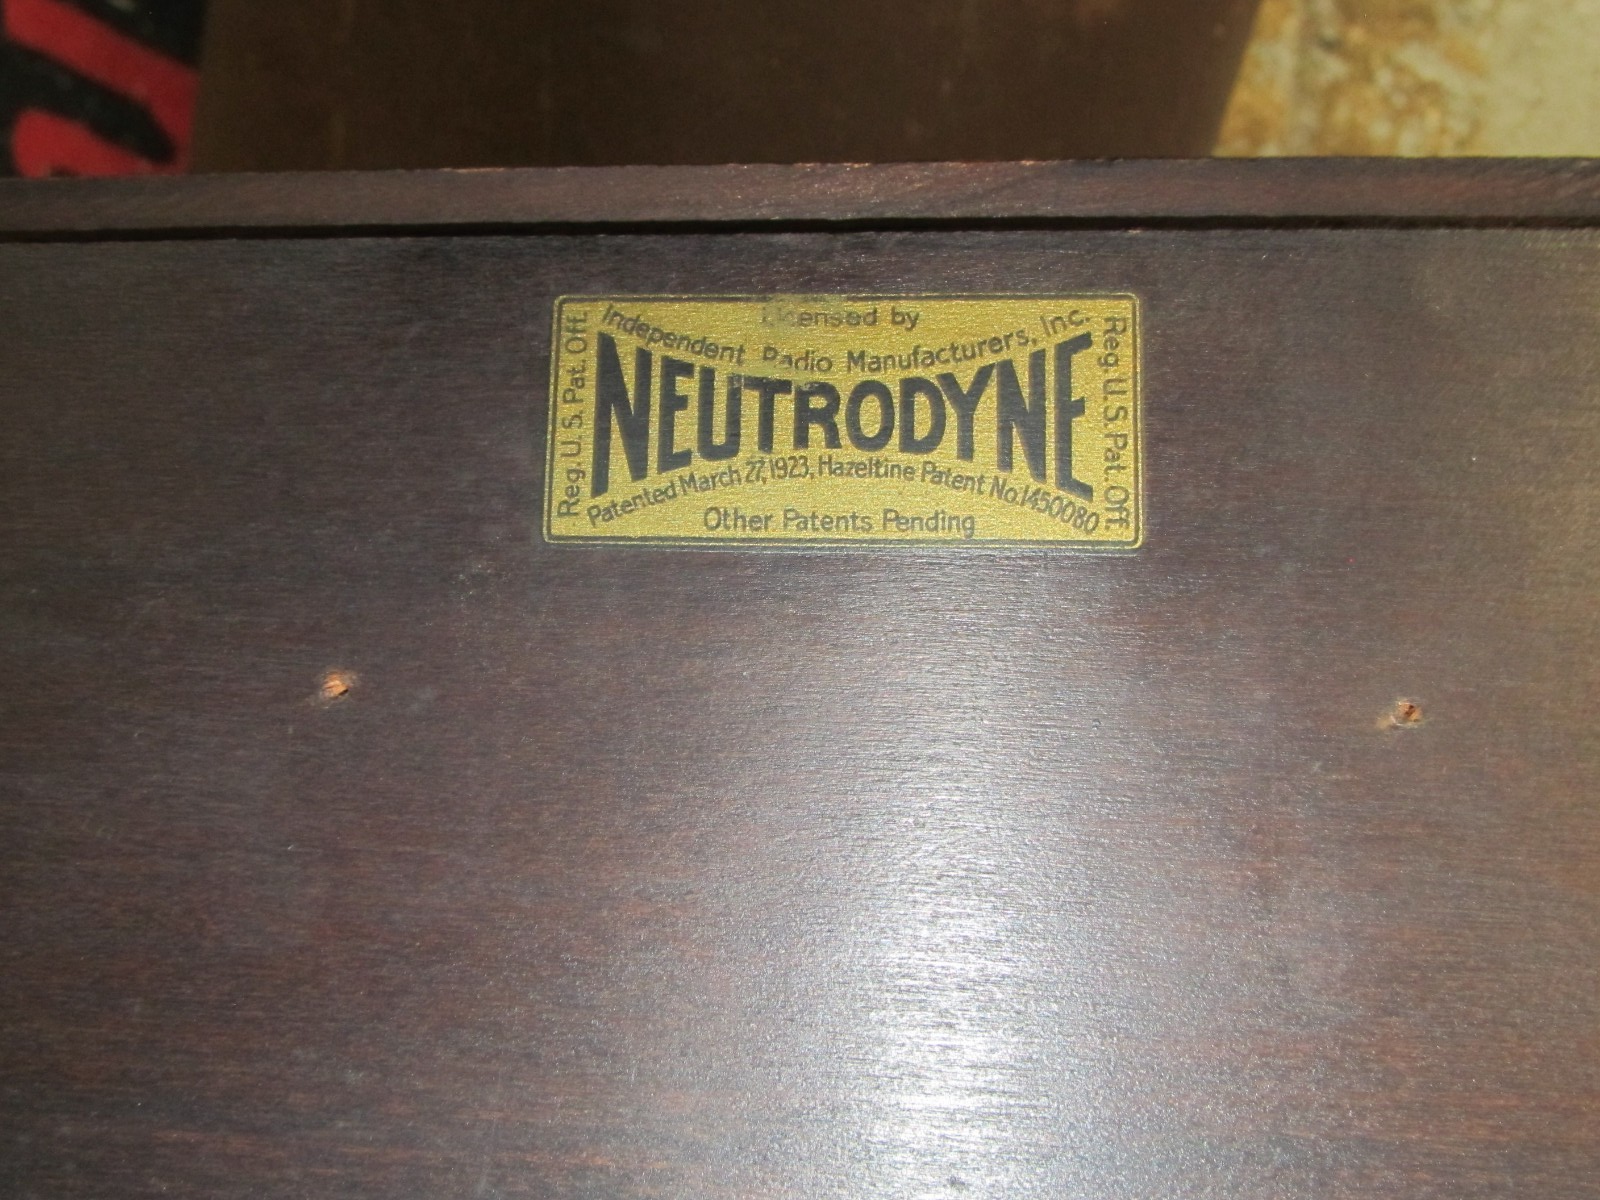 Licensed by
Independent Radio Manufacturers, Inc.
NEUTRODYNE
Patented March 27, 1923, Hazeltine Patent No. 1450080
Other Patents Pending
Reg. U.S. Pat. Off.
Reg. U.S. Pat. Off.